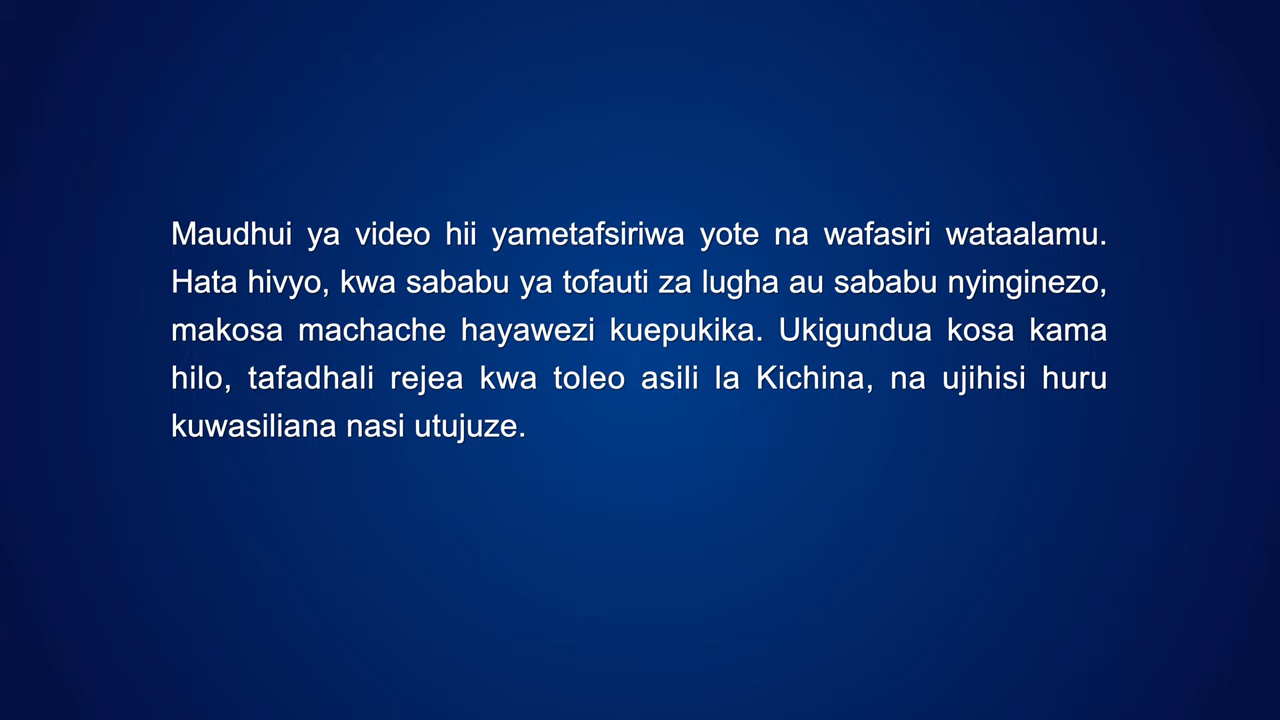 Maudhui ya video hii yametafsiriwa yote na wafasiri wataalamu.
Hata hivyo, kwa sababu ya tofauti za lugha au sababu nyinginezo,
makosa machache hayawezi kuepukika. Ukigundua kosa kama
hilo, tafadhali rejea kwa toleo asili la Kichina, na ujihisi huru
kuwasiliana nasi utujuze.